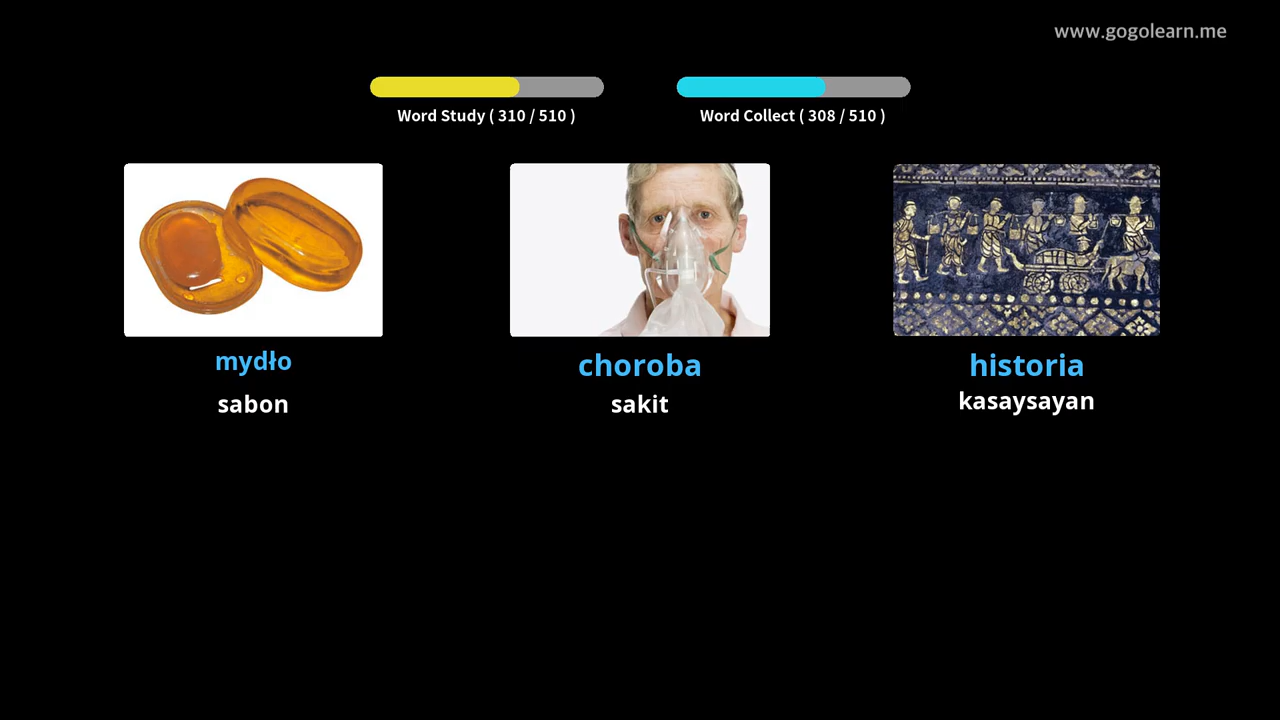 www.gogolearn.me
Word Study ( 310 / 510 )
Word Collect ( 308 / 510 )
mydło
sabon
choroba
sakit
historia
kasaysayan